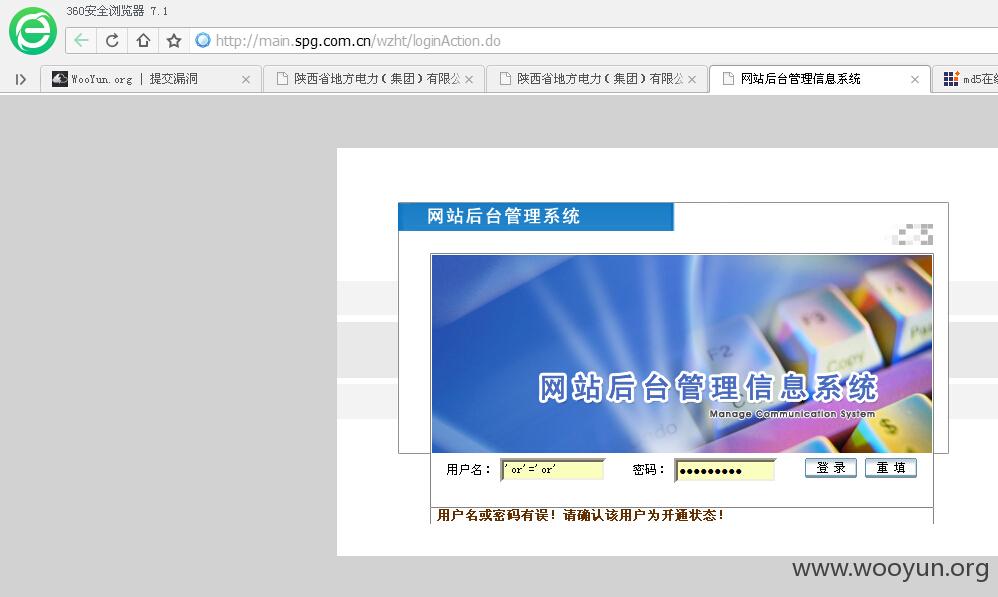 360安全浏览器 7.1
http://main.spg.com.cn/wzht/loginAction.do
WooYun.org | 提交漏洞
陕西省地方电力（集团）有限公
陕西省地方电力（集团）有限公
网站后台管理信息系统
md5在线
网站后台管理系统
F2
F3
Copy
F4
Pa
$
ndo
网站后台管理信息系统
Manage Communication System
用户名：
'or'='or'
密码：
●●●●●●●●●
登 录
重 填
用户名或密码有误！请确认该用户为开通状态！
www.wooyun.org